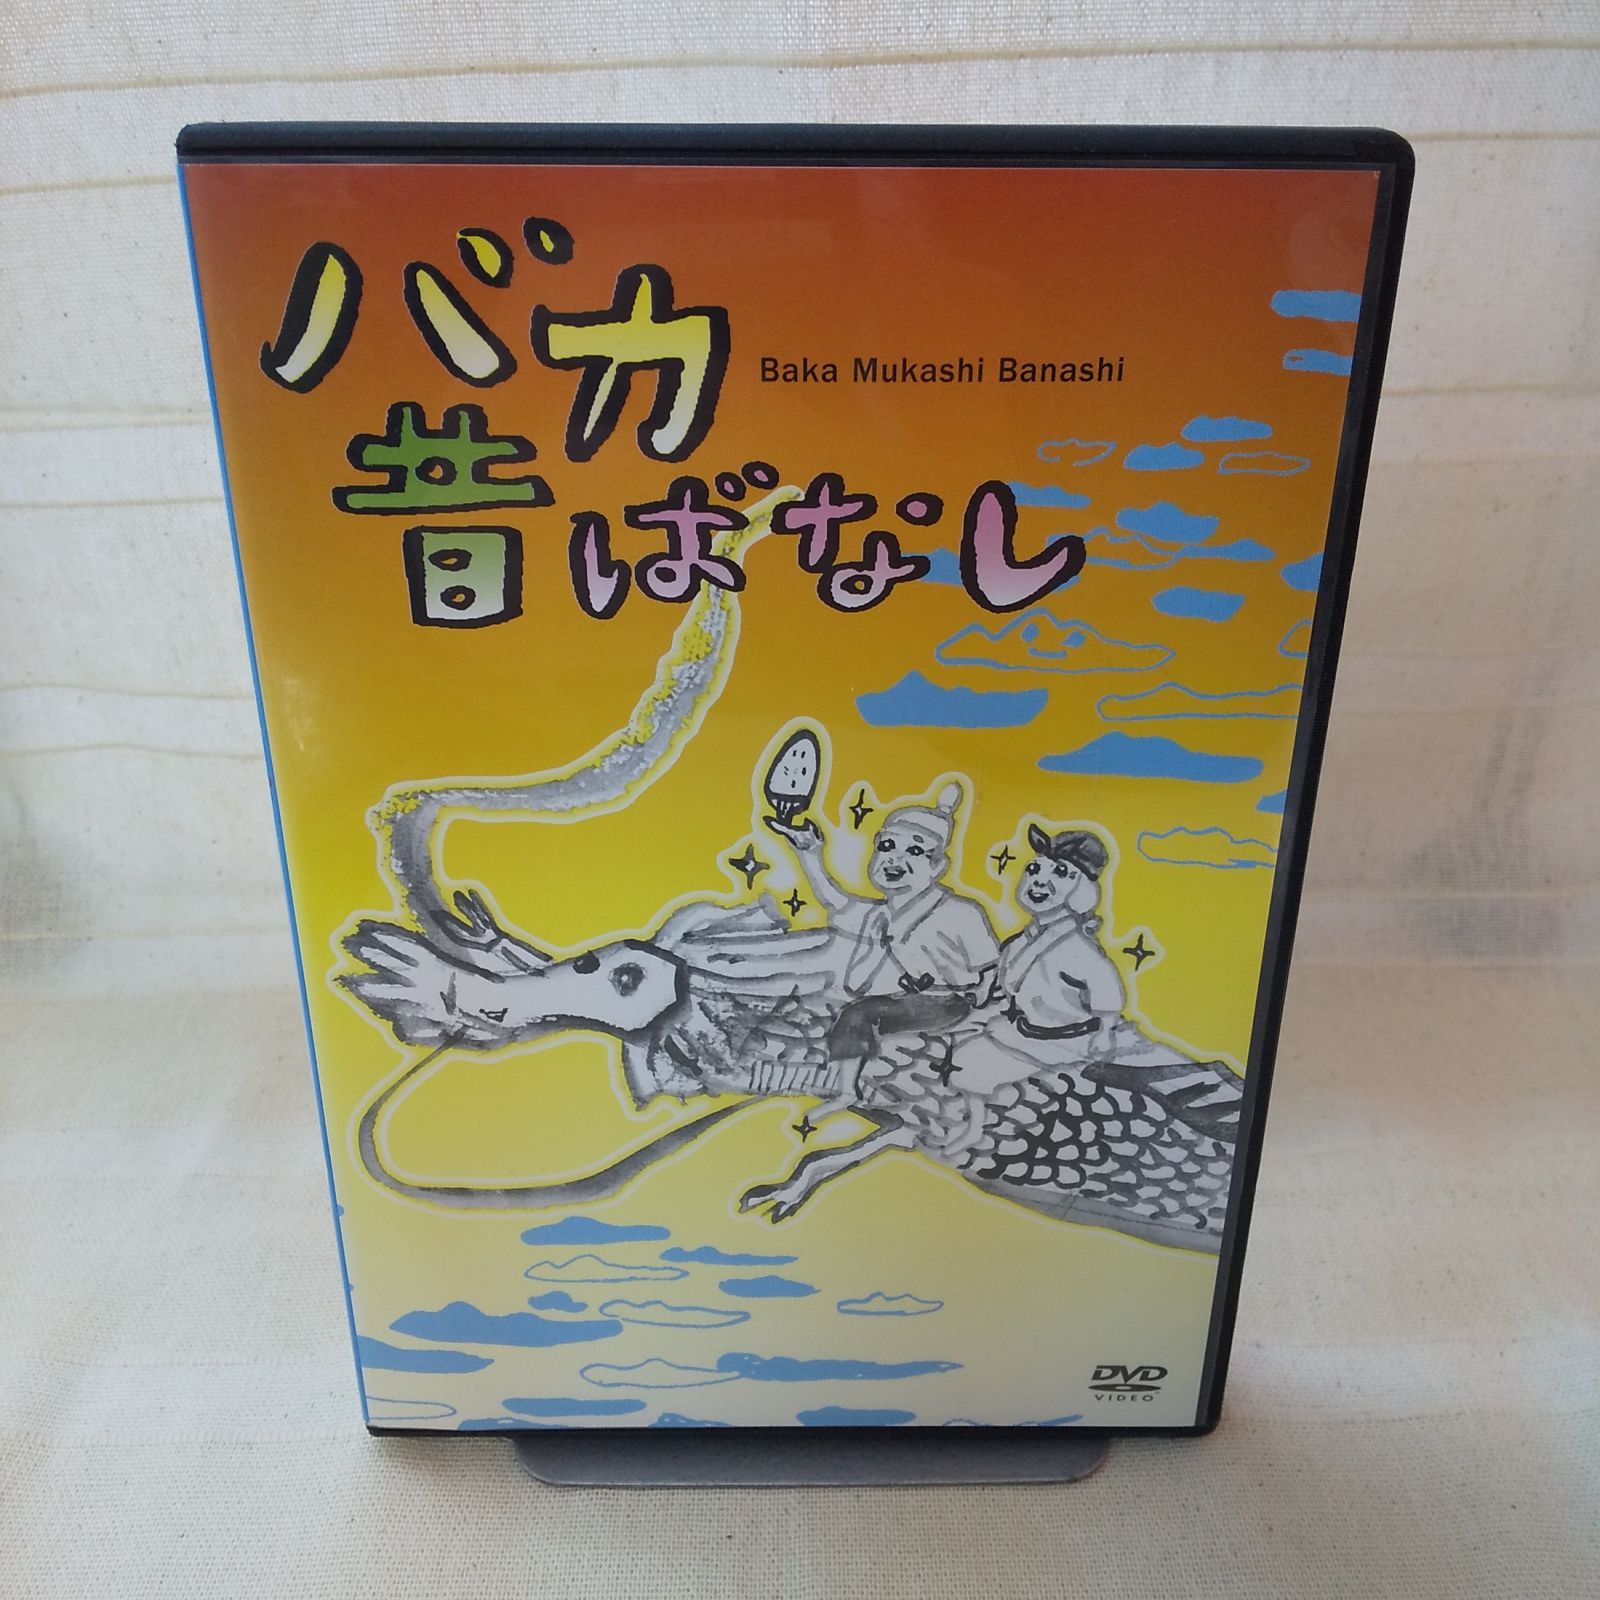 バカ
Baka Mukashi Banashi
昔ばなし
DVD
VIDEO